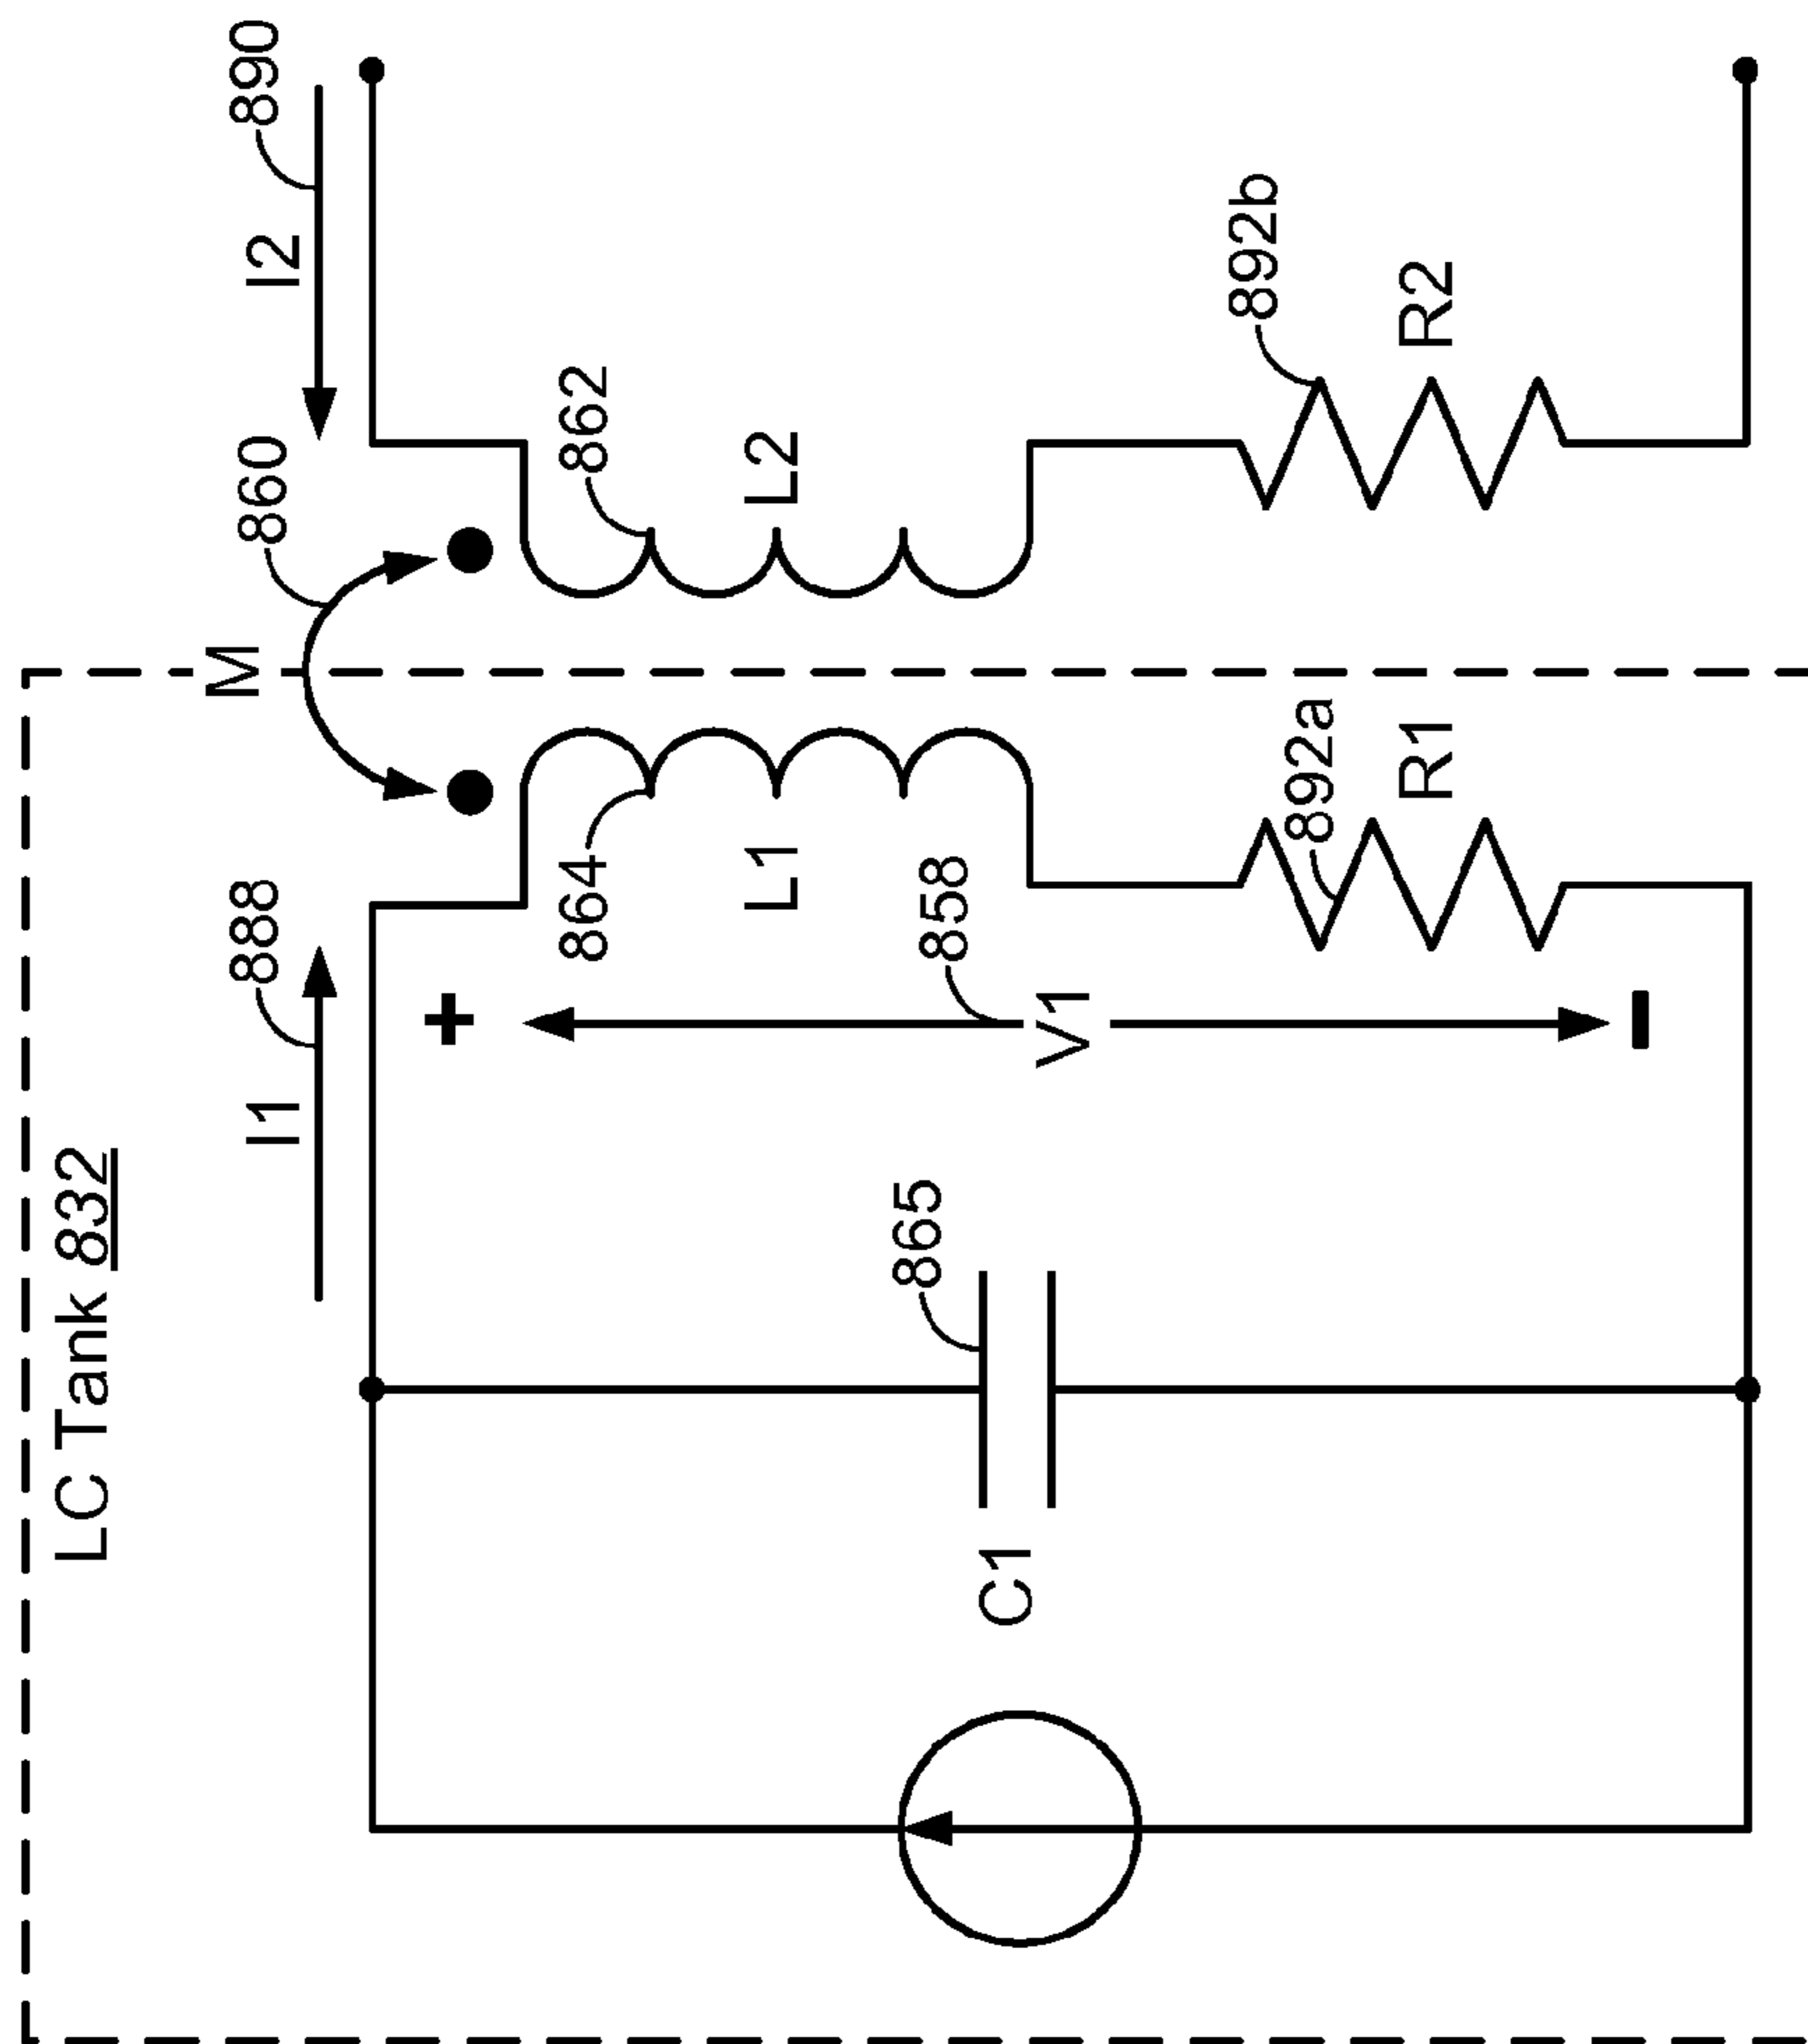 LC Tank 832
M
860
I1
888
I2
890
+
864
L1
862
L2
858
V1
865
C1
892a
R1
892b
R2
-